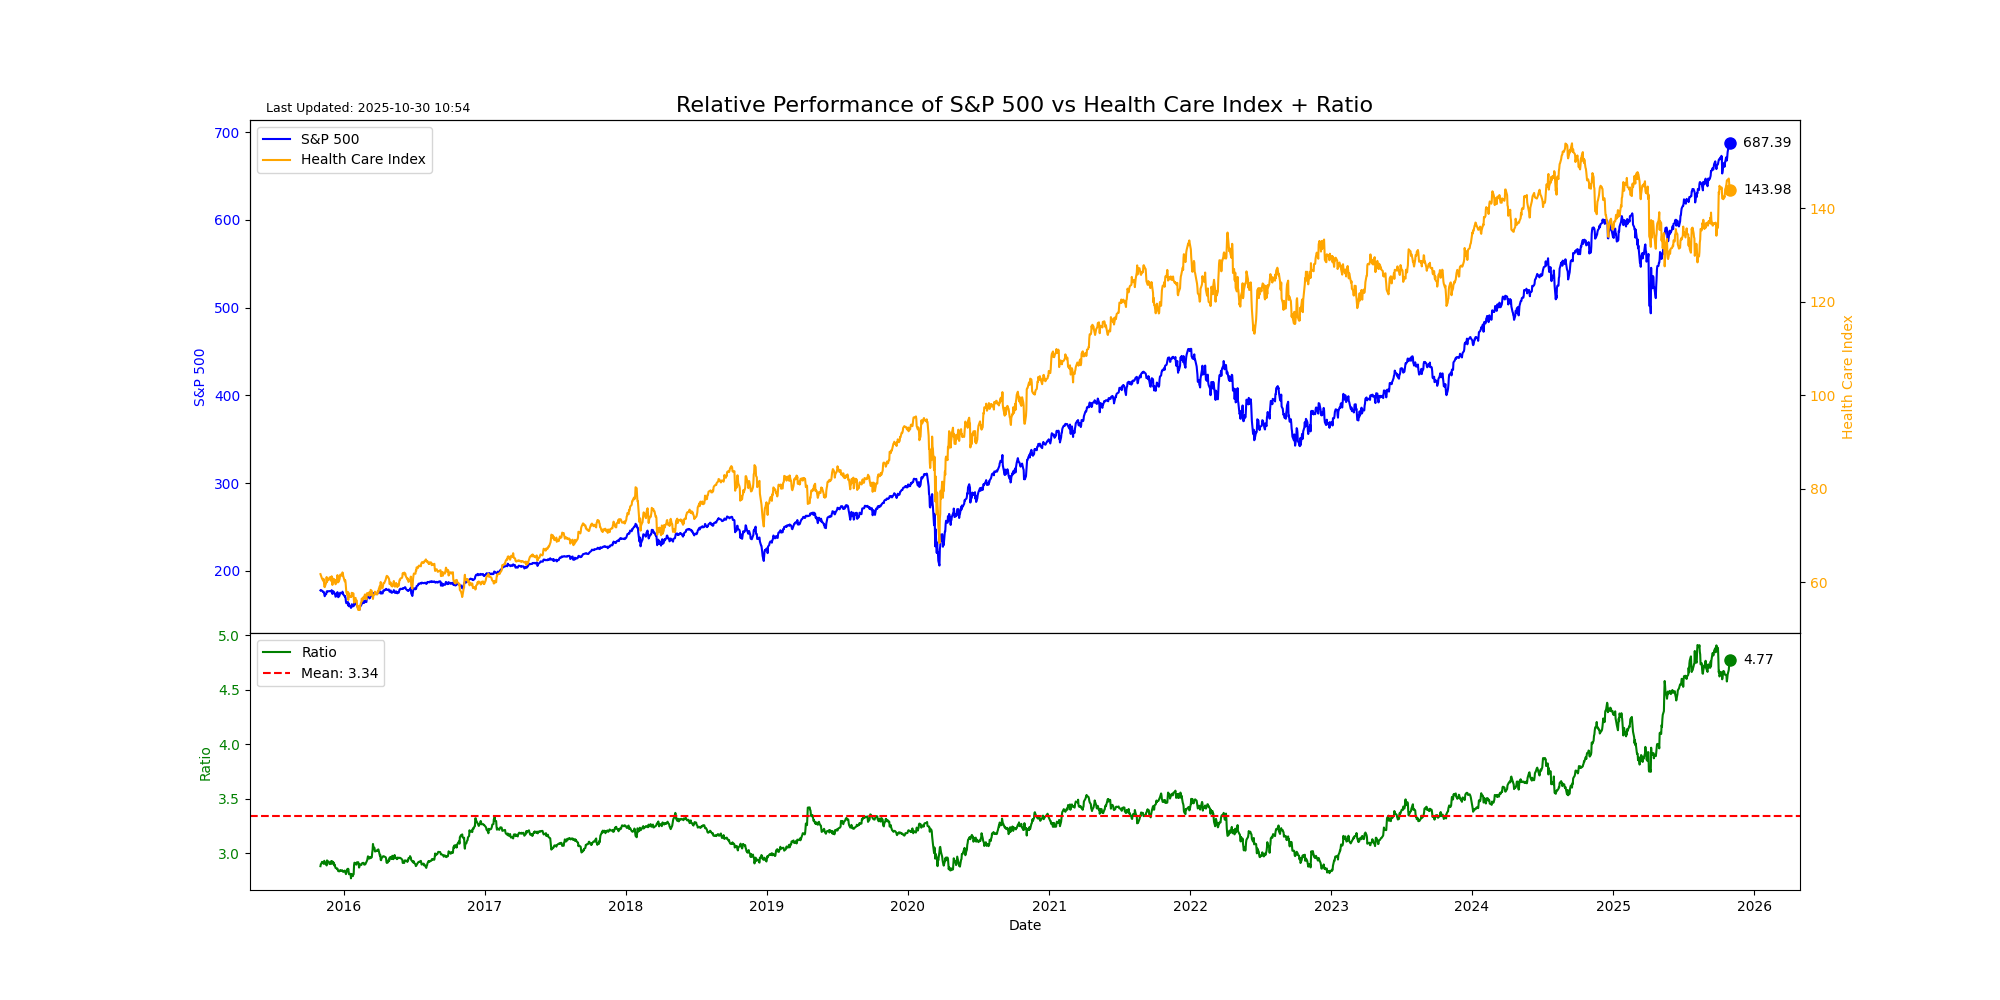 Last Updated: 2025-10-30 10:54
Relative Performance of S&P 500 vs Health Care Index + Ratio
S&P 500
Health Care Index
700
600
500
400
300
200
S&P 500
687.39
143.98
140
120
100
80
60
Health Care Index
Ratio
Mean: 3.34
5.0
4.5
4.0
3.5
3.0
Ratio
4.77
2016 2017 2018 2019 2020 2021 2022 2023 2024 2025 2026
Date